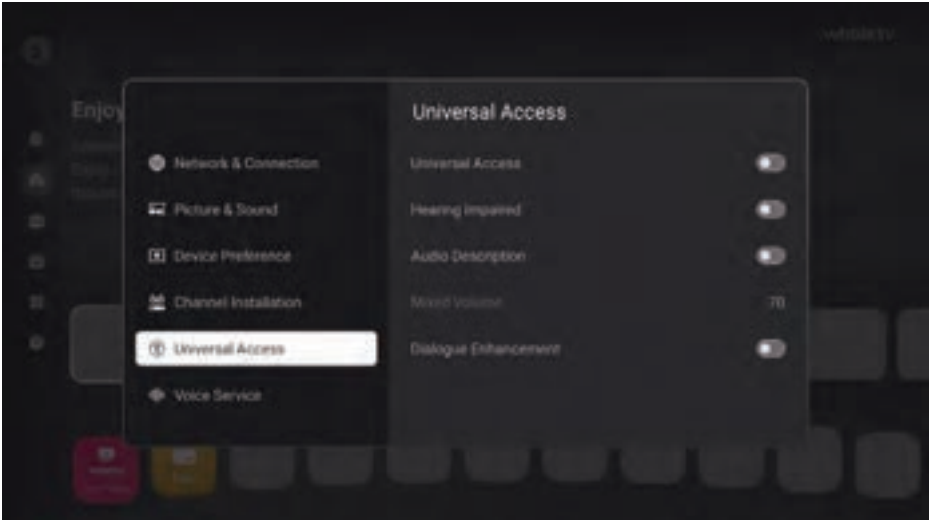 Enjoy
Universal Access
Network & Connection
Universal Access
Picture & Sound
Hearing Impaired
Device Preference
Audio Description
Channel Installation
Mixed Volume
70
Universal Access
Dialogue Enhancement
Voice Service